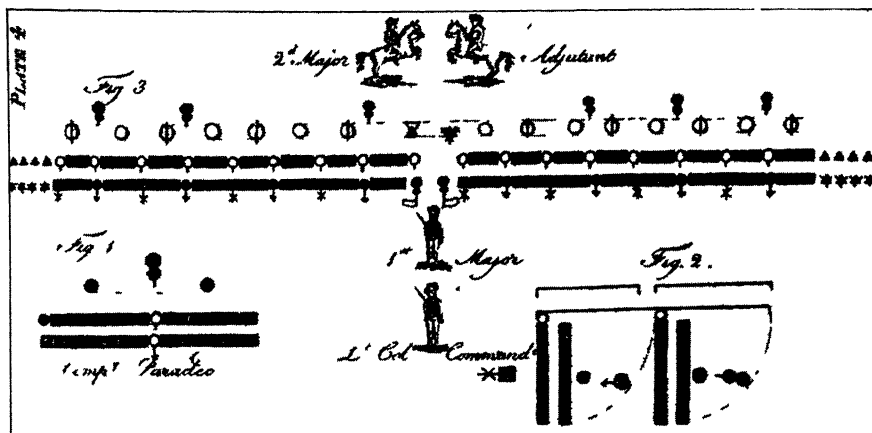 PLATE 4
2d. Major
Adjutant
Fig 3
Fig 1
1st Major
Fig. 2.
Lt Col Command